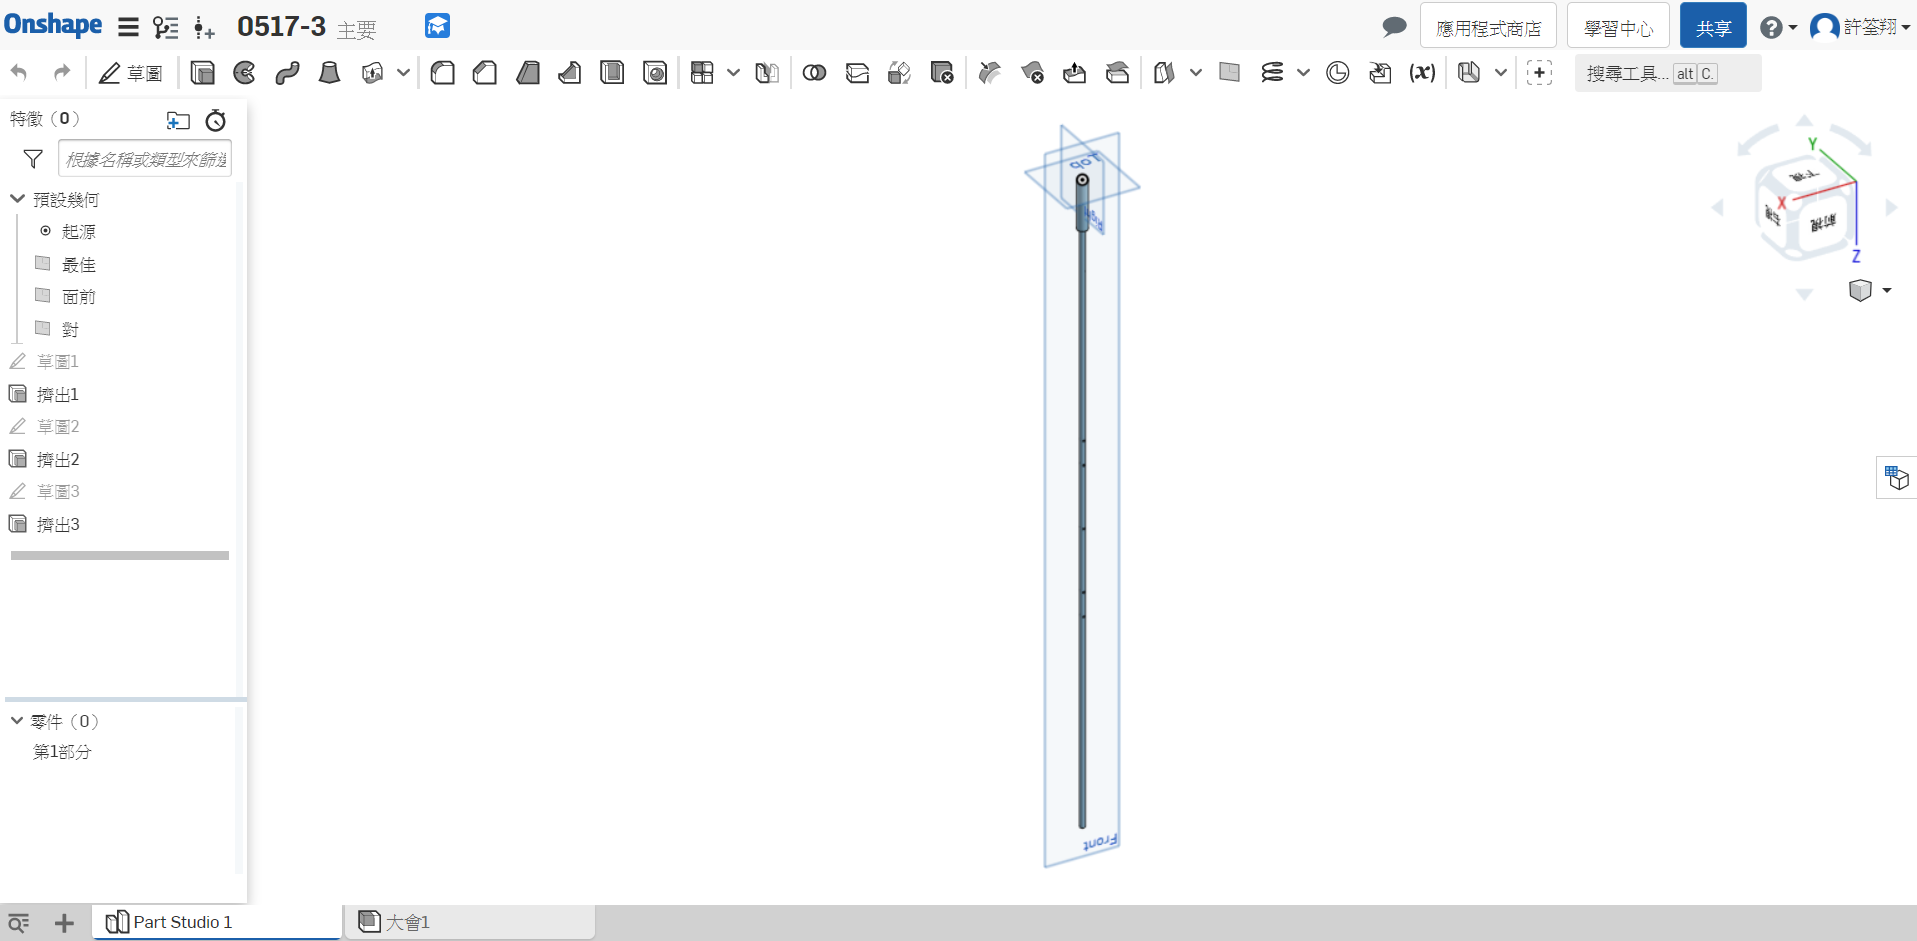 Onshape
0517-3 主要
應用程式商店
學習中心
共享
許筌翔
草圖
(x)
搜尋工具... alt C.
特徵（0）
根據名稱或類型來篩選
預設幾何
起源
最佳
面前
對
草圖1
擠出1
草圖2
擠出2
草圖3
擠出3
零件（0）
第1部分
Top
Right
Front
Y
X
Z
前視
Part Studio 1
大會1